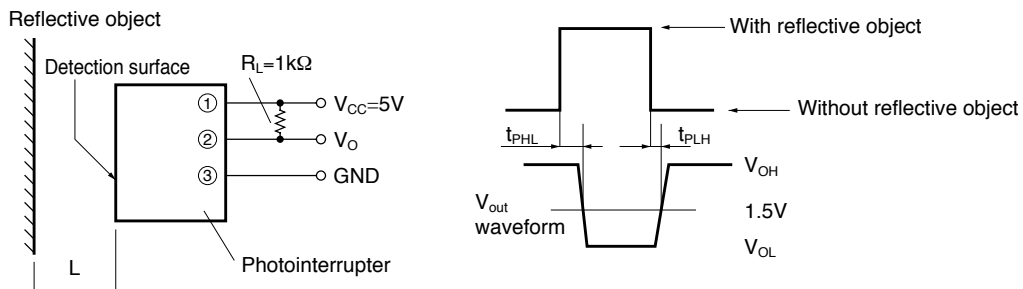 Reflective object
Detection surface
R_L=1kΩ
① V_CC=5V
② V_O
③ GND
L
Photointerrupter
With reflective object
Without reflective object
t_PHL t_PLH
V_OH
V_out
waveform
1.5V
V_OL